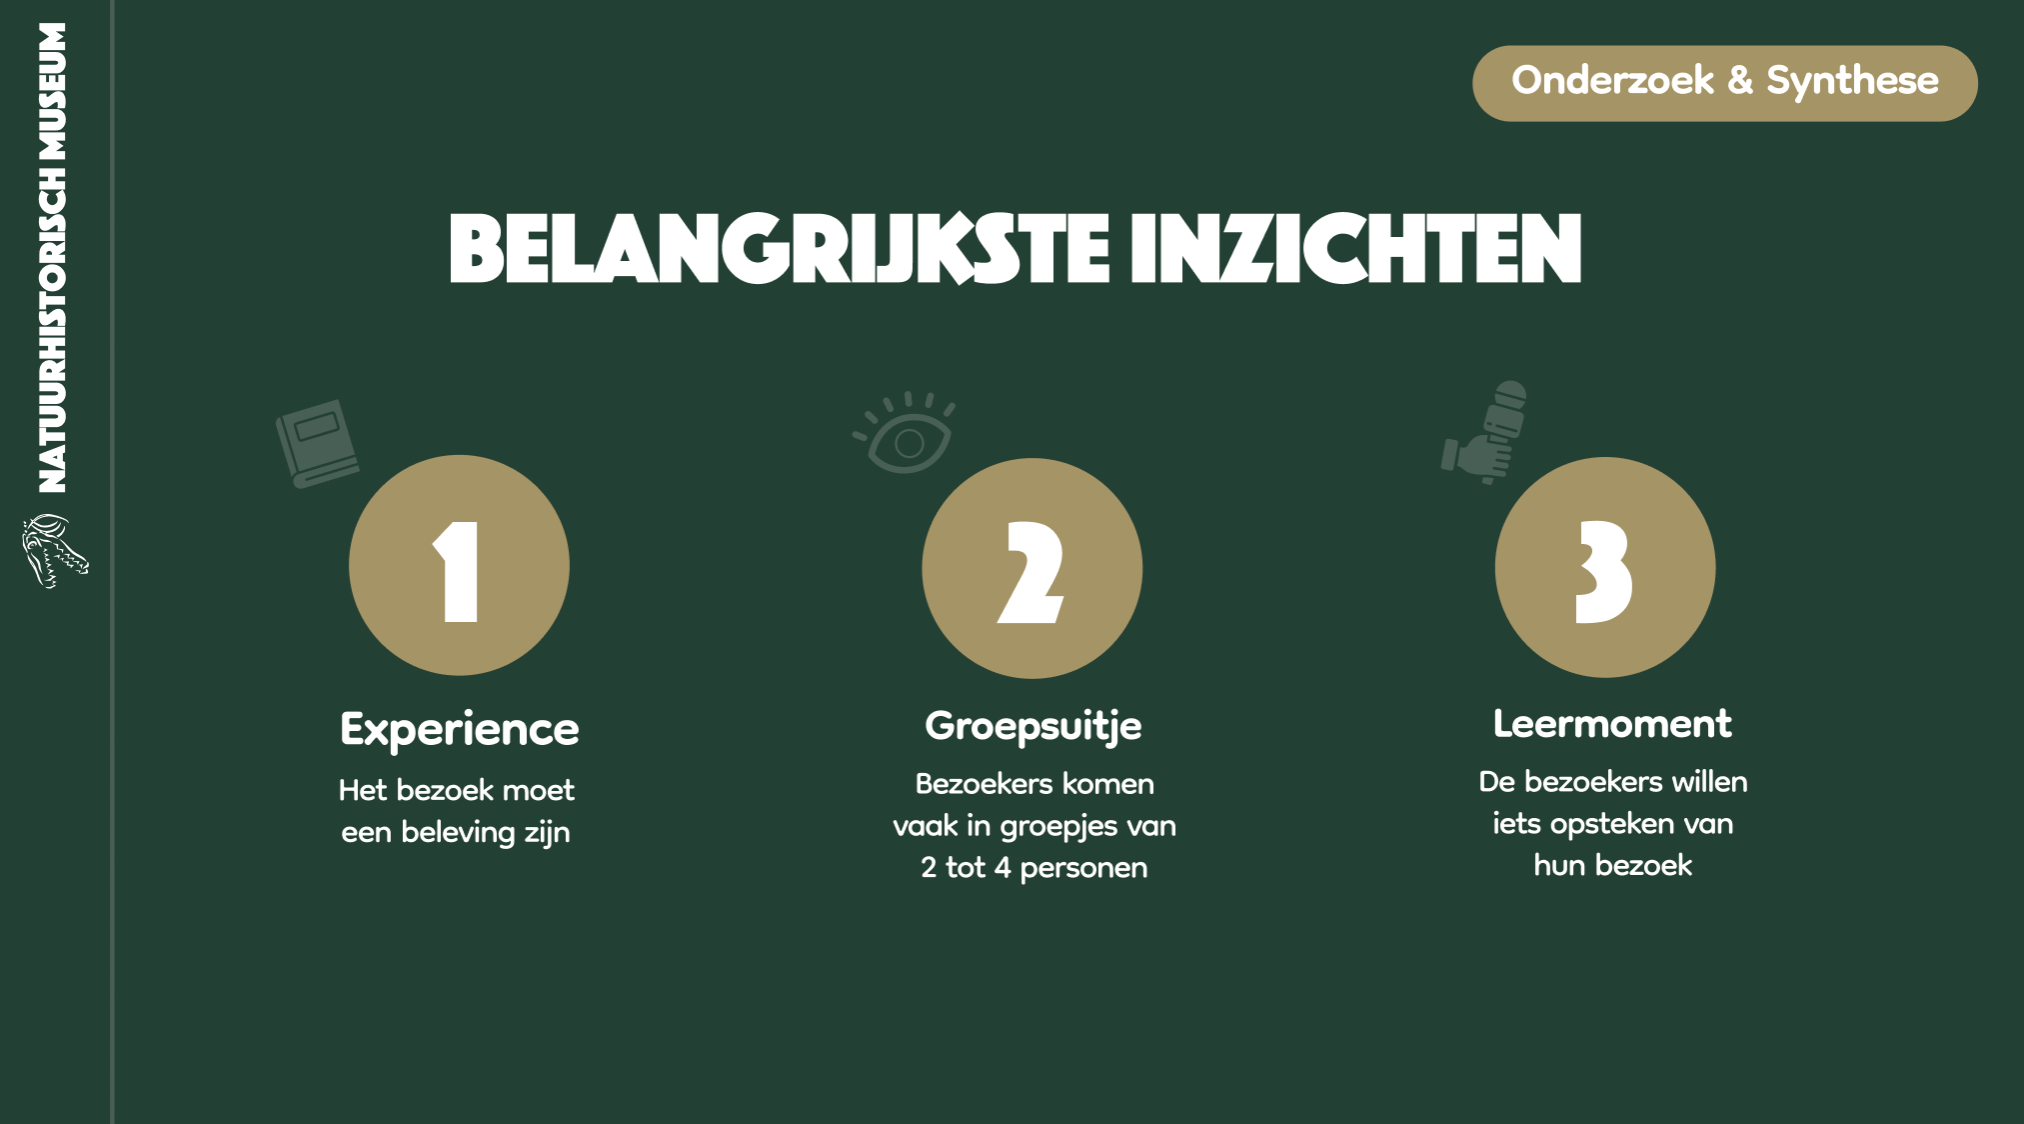 NATUURHISTORISCH MUSEUM
Onderzoek & Synthese
BELANGRIJKSTE INZICHTEN
1
Experience
Het bezoek moet
een beleving zijn
2
Groepsuitje
Bezoekers komen
vaak in groepjes van
2 tot 4 personen
3
Leermoment
De bezoekers willen
iets opsteken van
hun bezoek